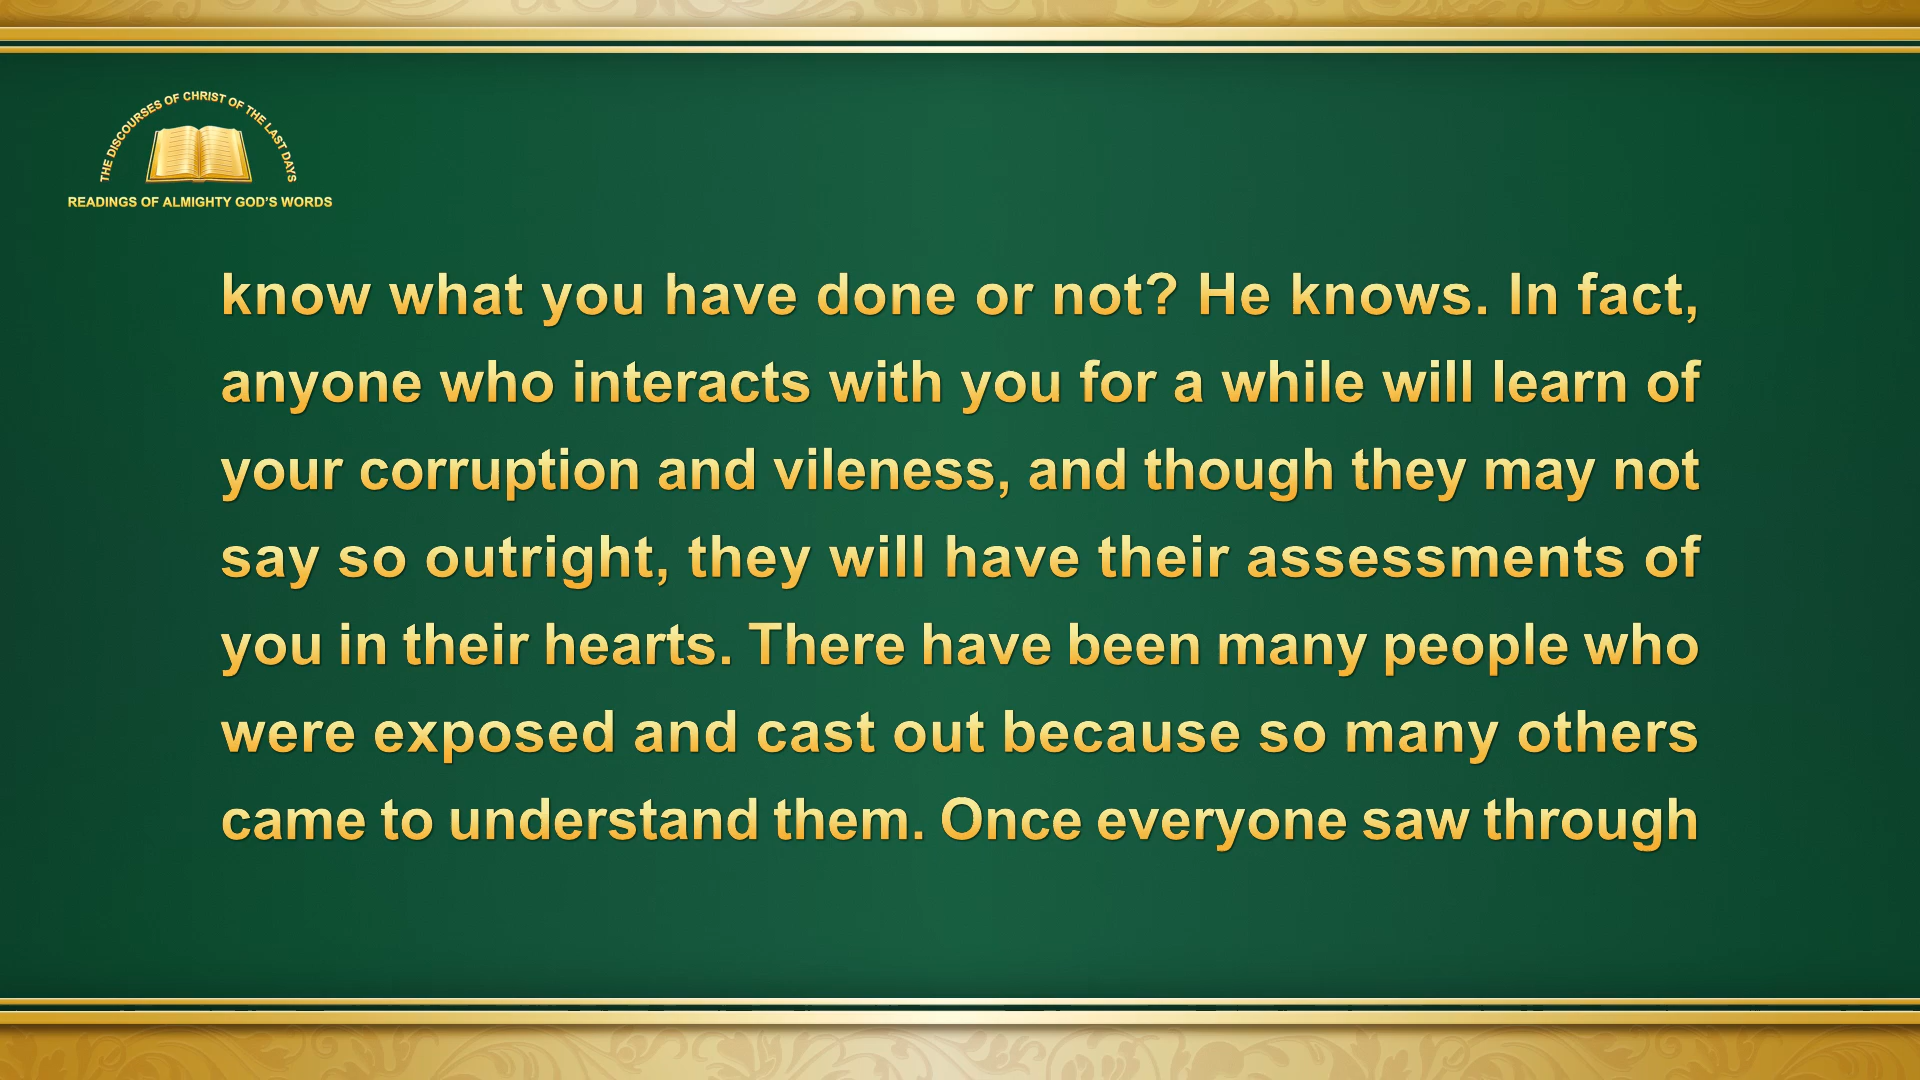 THE DISCOURSES OF CHRIST OF THE LAST DAYS
READINGS OF ALMIGHTY GOD'S WORDS
know what you have done or not? He knows. In fact,
anyone who interacts with you for a while will learn of
your corruption and vileness, and though they may not
say so outright, they will have their assessments of
you in their hearts. There have been many people who
were exposed and cast out because so many others
came to understand them. Once everyone saw through